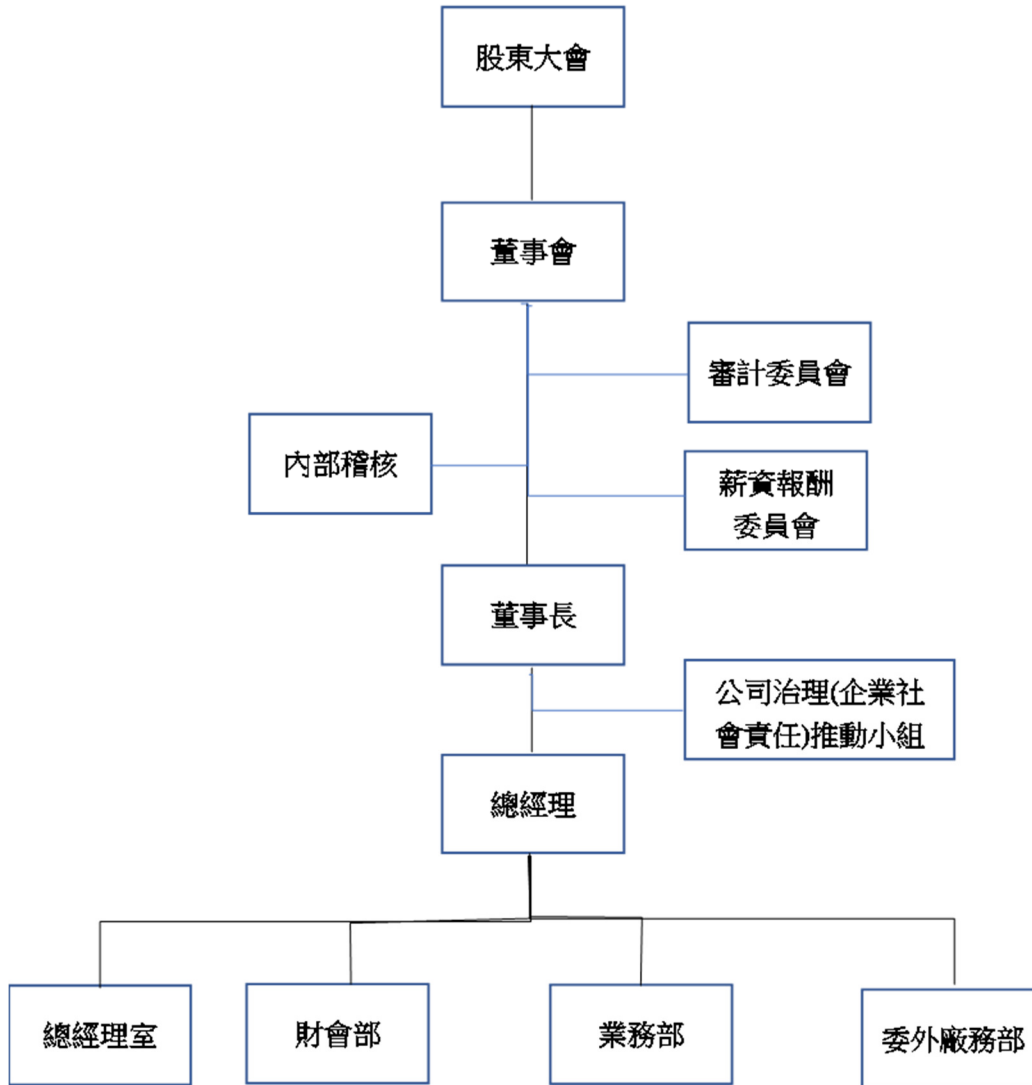 股東大會
董事會
審計委員會
內部稽核
薪資報酬
委員會
董事長
公司治理(企業社
會責任)推動小組
總經理
總經理室
財會部
業務部
委外廠務部